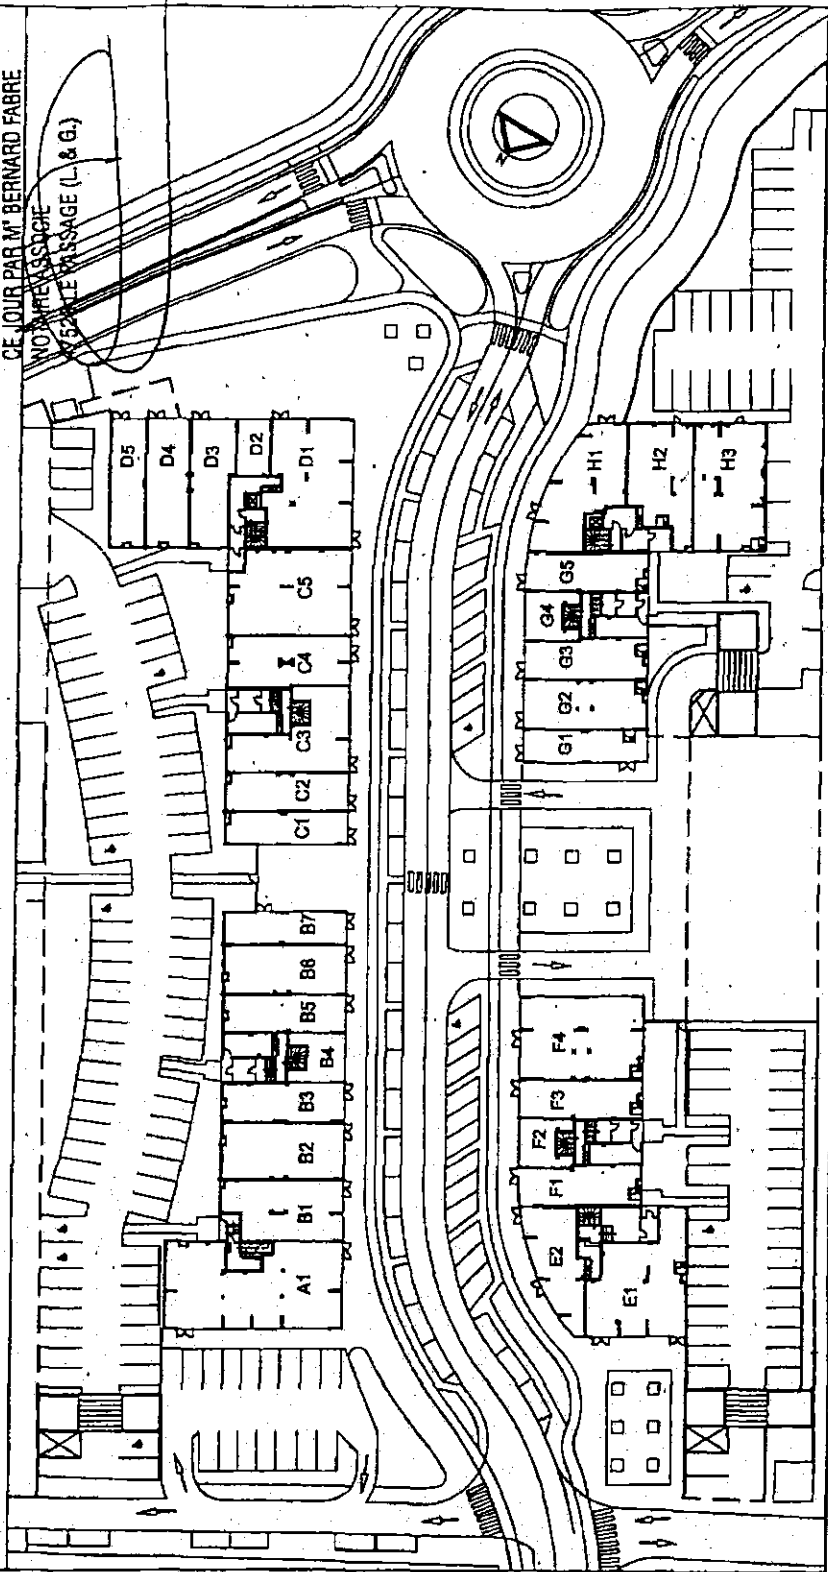 CE JOUR PAR Mᵉ BERNARD FABRE
NOTAIRE ASSOCIE
LE PASSAGE (L. & G.)
N
D5
D4
D3
D2
D1
C5
C4
C3
C2
C1
B7
B6
B5
B4
B3
B2
B1
A1
H1
H2
H3
G5
G4
G3
G2
G1
F4
F3
F2
F1
E2
E1